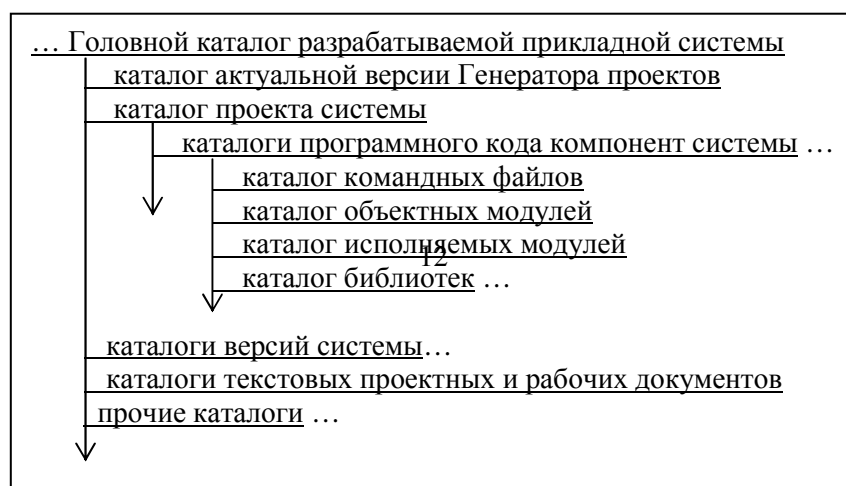 … Головной каталог разрабатываемой прикладной системы
каталог актуальной версии Генератора проектов
каталог проекта системы
каталоги программного кода компонент системы …
каталог командных файлов
каталог объектных модулей
каталог исполняемых модулей
12
каталог библиотек …
каталоги версий системы…
каталоги текстовых проектных и рабочих документов
прочие каталоги …